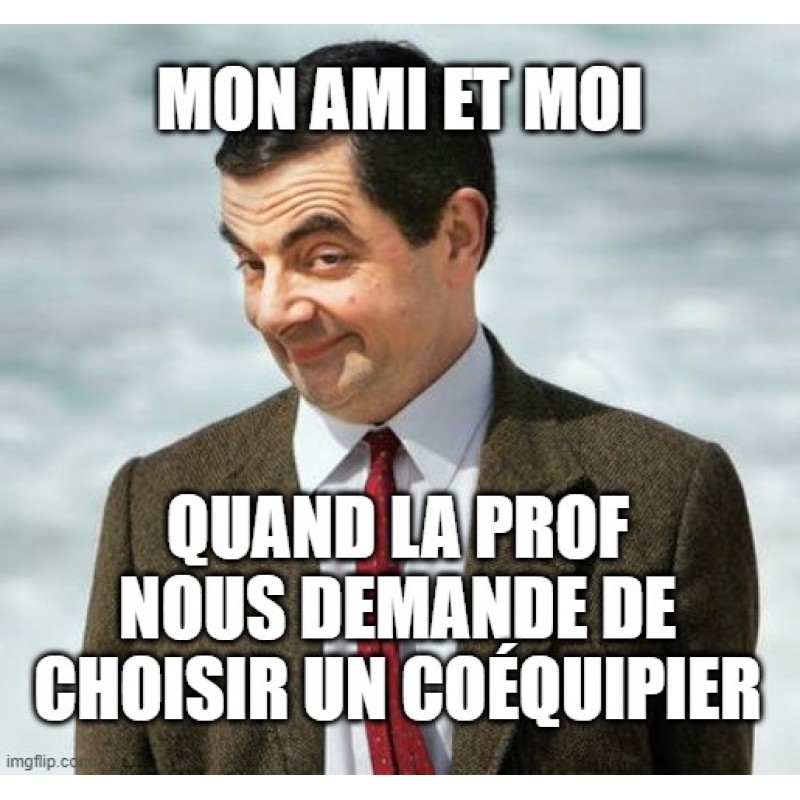 MON AMI ET MOI
QUAND LA PROF
NOUS DEMANDE DE
CHOISIR UN COÉQUIPIER